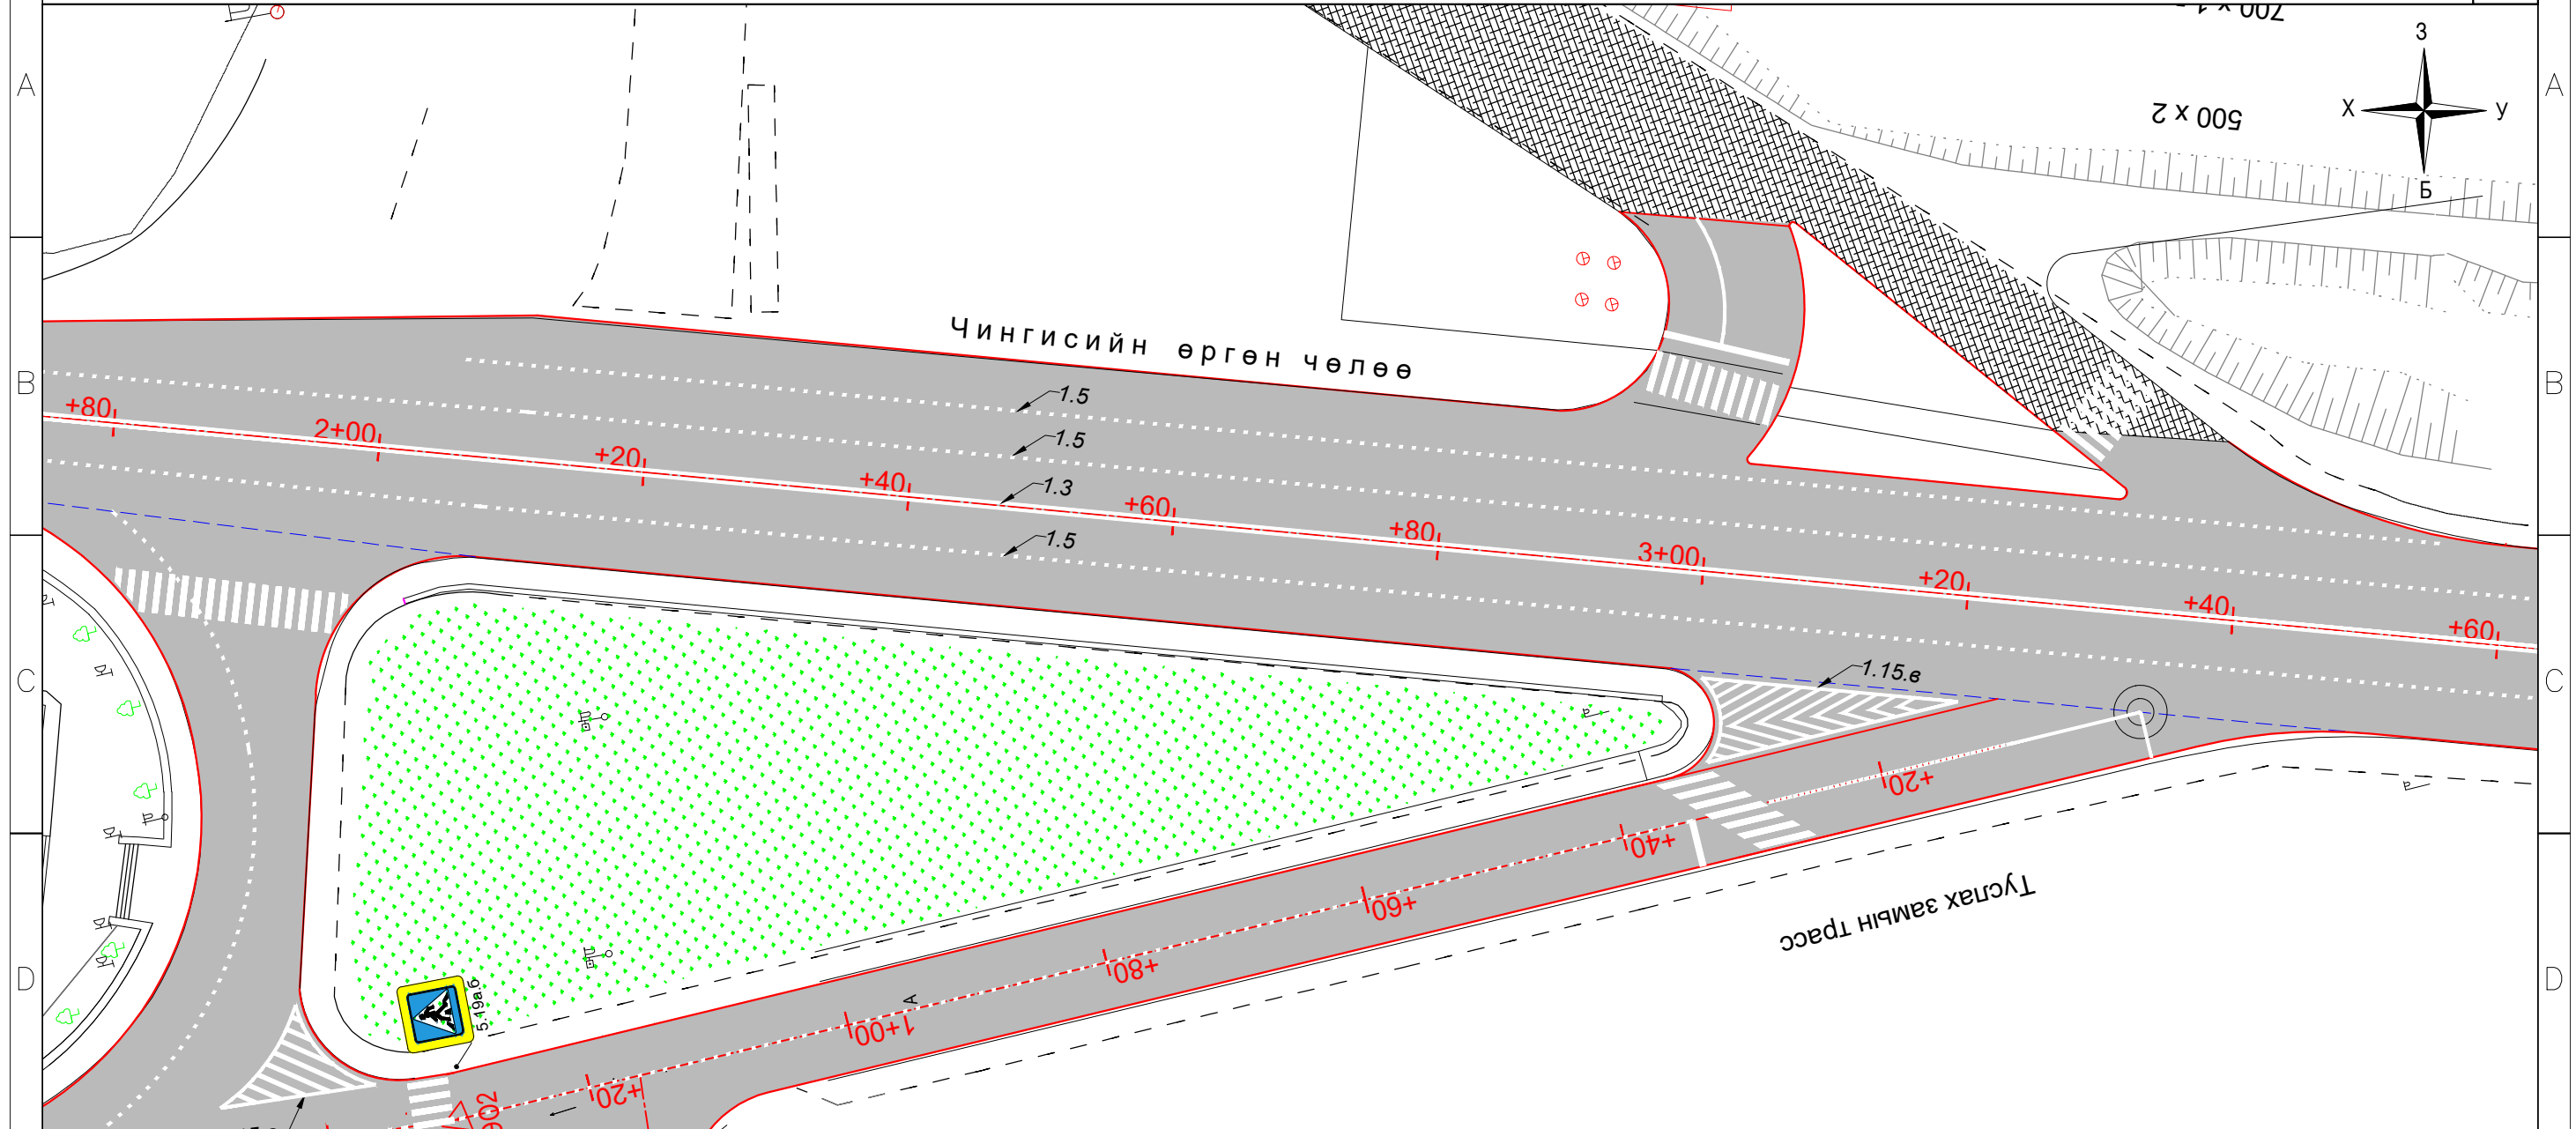 700 x 1
А
З
Х
У
Б
500 x 2
А
Чингисийн өргөн чөлөө
В
В
1.5
1.5
1.3
1.5
+80
2+00
+20
+40
+60
+80
3+00
+20
+40
+60
С
С
1.15.в
+20
+40
+60
+80
1+00
+20
А
Туслах замын трасс
D
D
5.19а.б